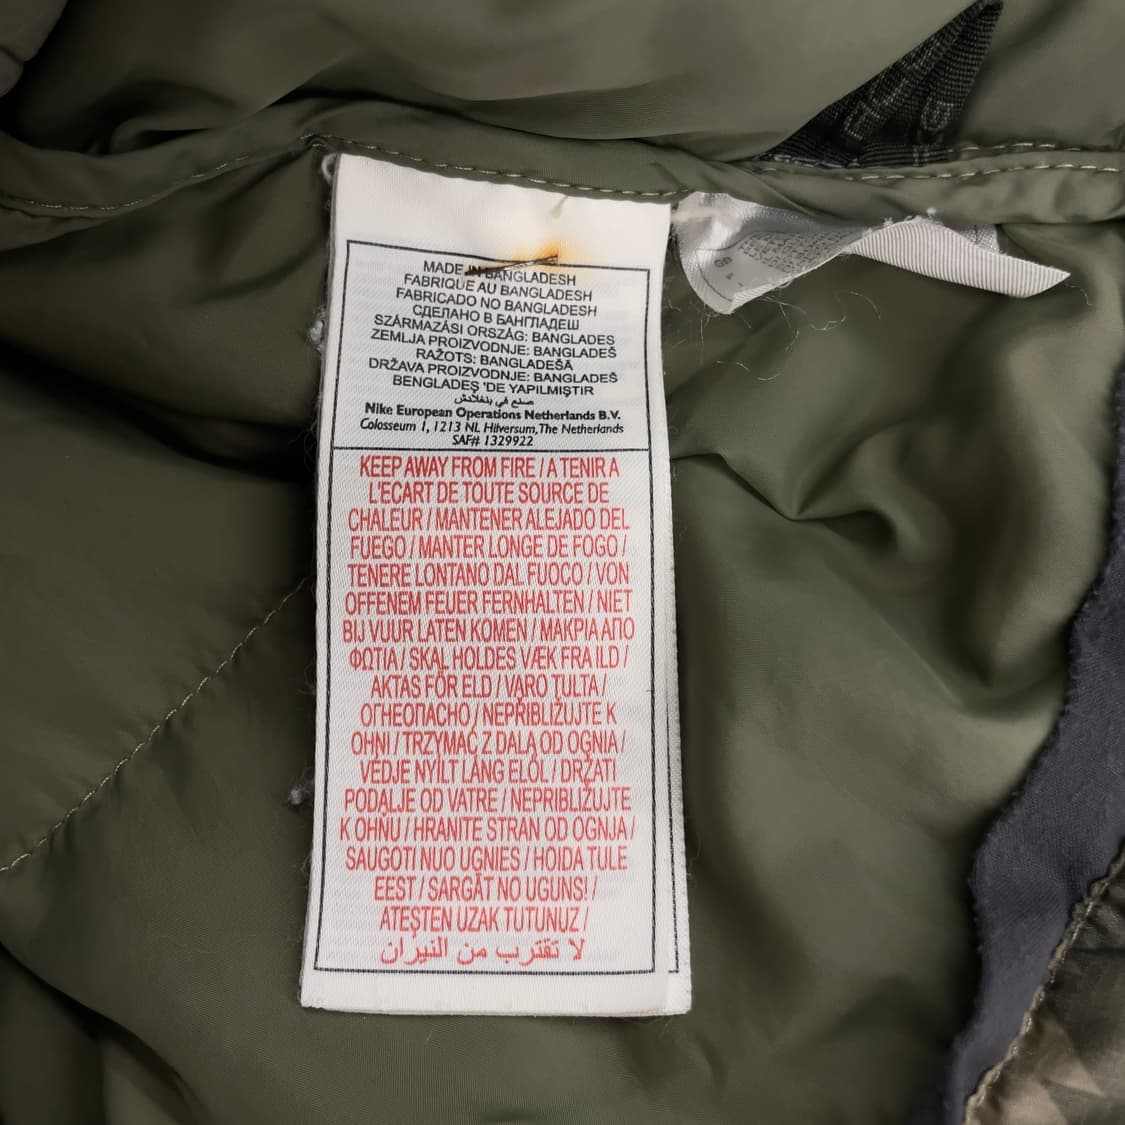 MADE IN BANGLADESH
FABRIQUÉ AU BANGLADESH
FABRICADO NO BANGLADESH
СДЕЛАНО В БАНГЛАДЕШ
SZÁRMAZÁSI ORSZÁG: BANGLADES
ZEMLJA PROIZVODNJE: BANGLADEŠ
RAŽOTS: BANGLADEŠĀ
DRŽAVA PROIZVODNJE: BANGLADEŠ
BENGLADEŞ 'DE YAPILMIŞTIR
صنع في بنغلادش
Nike European Operations Netherlands B.V.
Colosseum 1, 1213 NL Hilversum, The Netherlands
SAF# 1329922
KEEP AWAY FROM FIRE / A TENIR A
L'ECART DE TOUTE SOURCE DE
CHALEUR / MANTENER ALEJADO DEL
FUEGO / MANTER LONGE DE FOGO /
TENERE LONTANO DAL FUOCO / VON
OFFENEM FEUER FERNHALTEN / NIET
BIJ VUUR LATEN KOMEN / ΜΑΚΡΙΑ ΑΠΟ
ΦΩΤΙΑ / SKAL HOLDES VÆK FRA ILD /
AKTAS FÖR ELD / VARO TULTA /
ОГНЕОПАСНО / NEPŘIBLIŽUJTE K
OHNI / TRZYMAĆ Z DALA OD OGNIA /
VÉDJE NYÍLT LÁNG ELÖL / DRŽATI
PODALJE OD VATRE / NEPRIBLIŽUJTE
K OHŇU / HRANITE STRAN OD OGNJA /
SAUGOTI NUO UGNIES / HOIDA TULE
EEST / SARGĀT NO UGUNS! /
ATEŞTEN UZAK TUTUNUZ /
لا تقترب من النيران